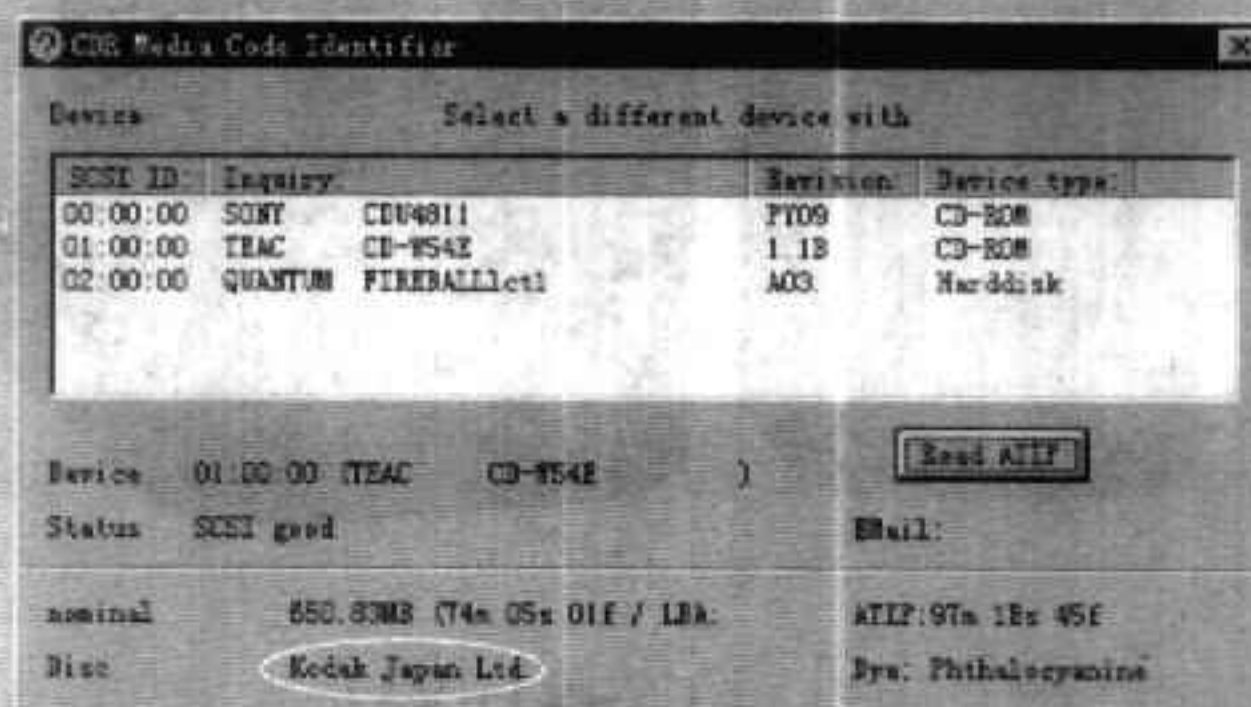 CDR Media Code Identifier
Device Select a different device with
SCSI ID: Inquiry: Revision: Device type:
00:00:00 SONY CDU4811 PY09 CD-ROM
01:00:00 TEAC CD-W54E 1.1B CD-ROM
02:00:00 QUANTUM FIREBALLlct1 A03. Harddisk
Read ATIP
Device 01:00:00 (TEAC CD-W54E )
Status SCSI good
EMail:
nominal 650.83MB (74m 05s 01f / LBA: ATIP:97m 18s 45f
Disc Kodak Japan Ltd. Dye: Phthalocyanine